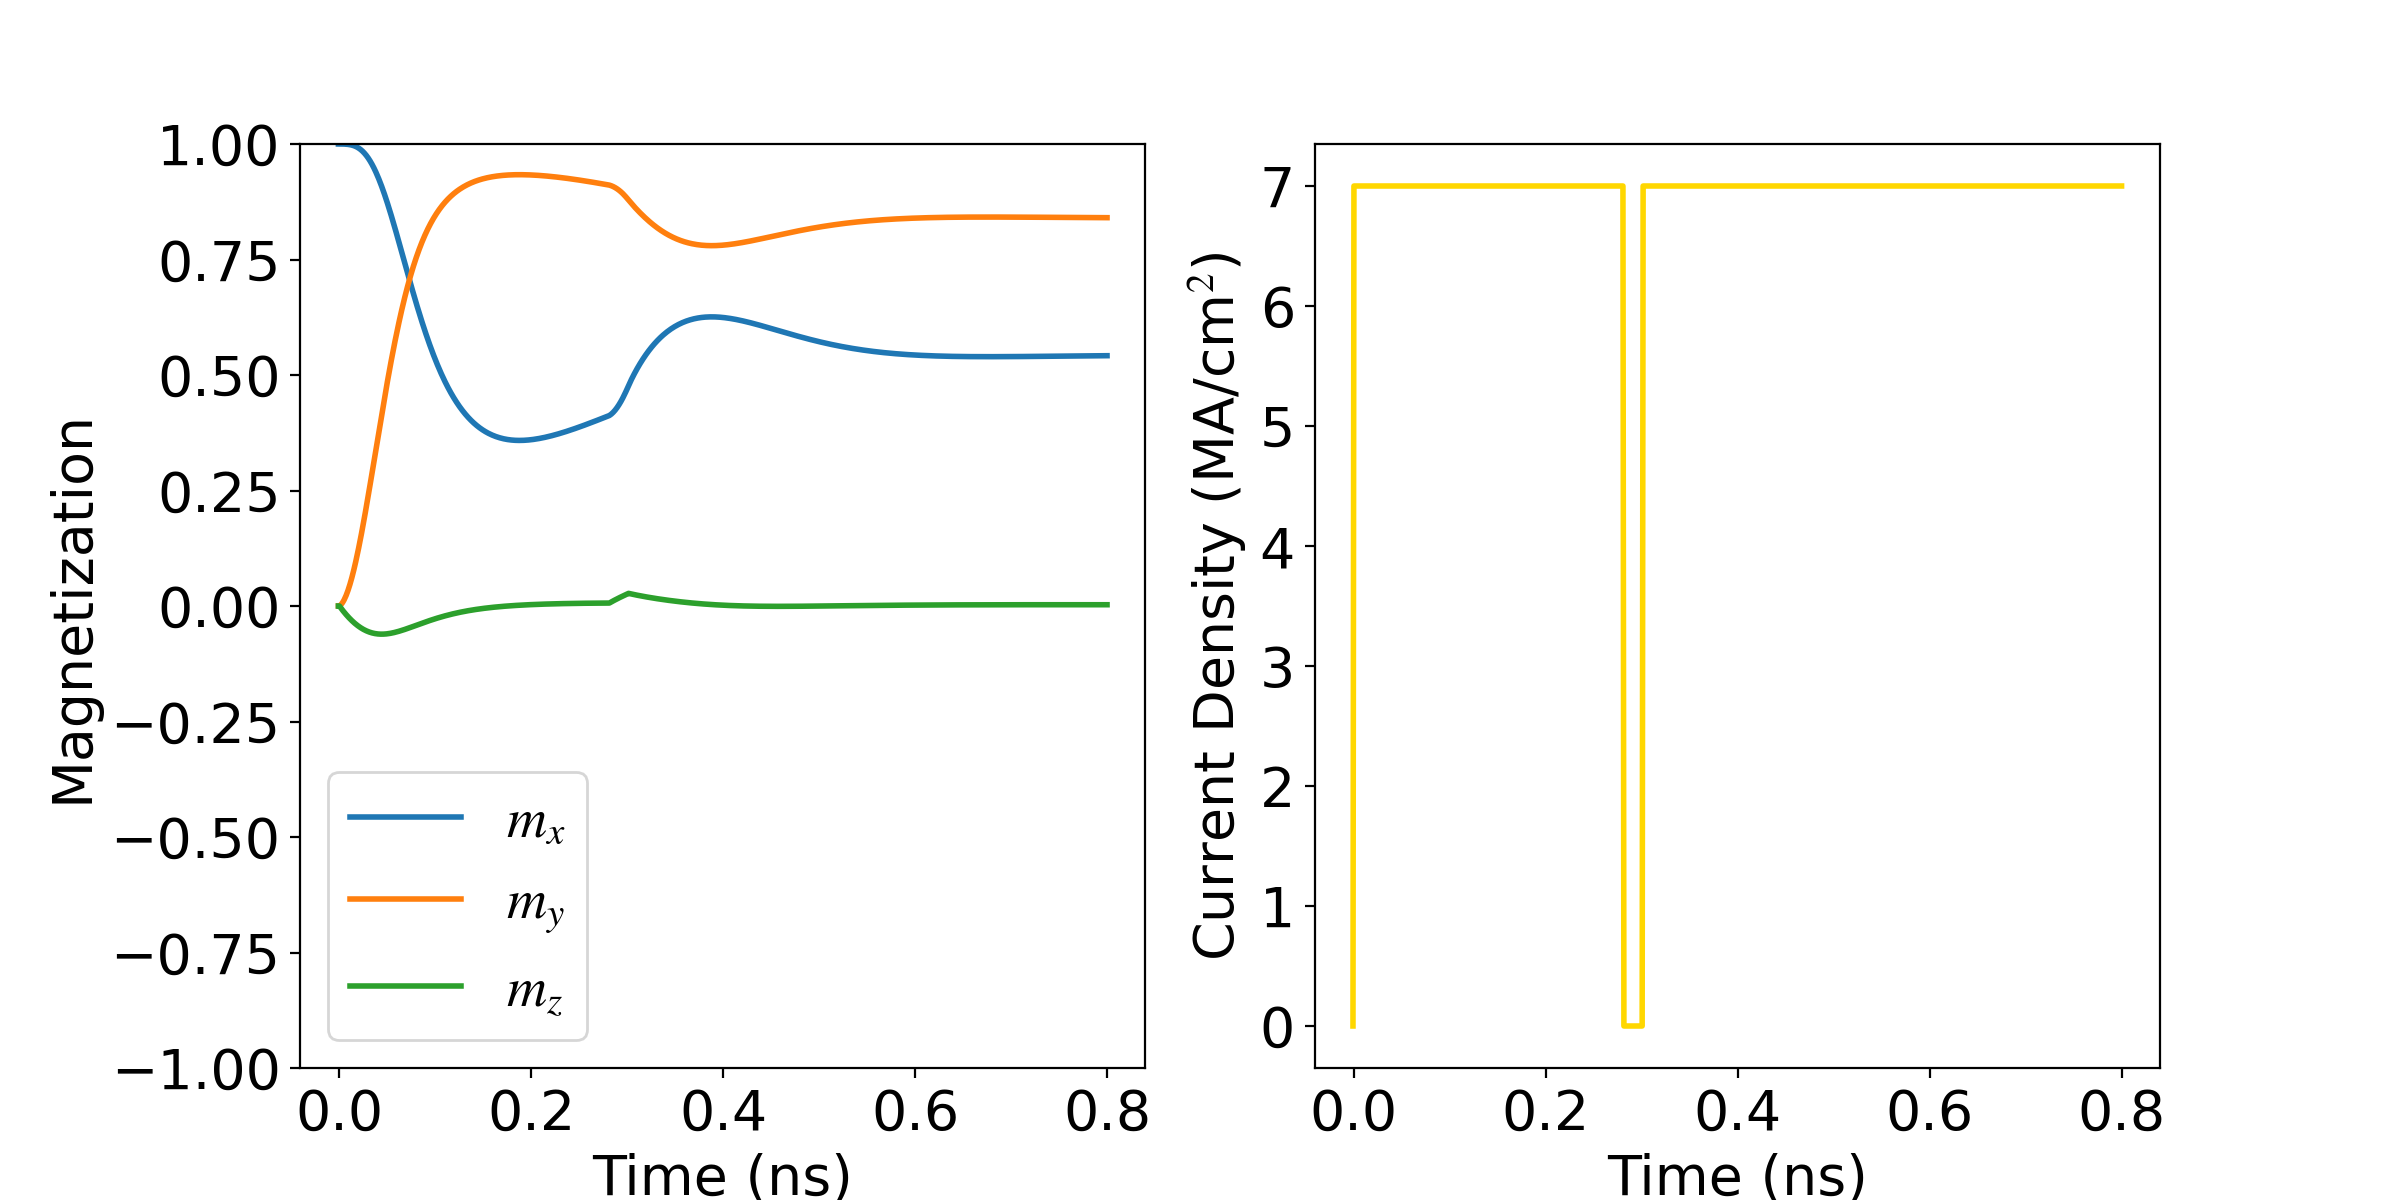 1.00
0.75
0.50
0.25
0.00
−0.25
−0.50
−0.75
−1.00
Magnetization
0.0 0.2 0.4 0.6 0.8
Time (ns)
mₓ
m_y
m_z
7
6
5
4
3
2
1
0
Current Density (MA/cm²)
0.0 0.2 0.4 0.6 0.8
Time (ns)